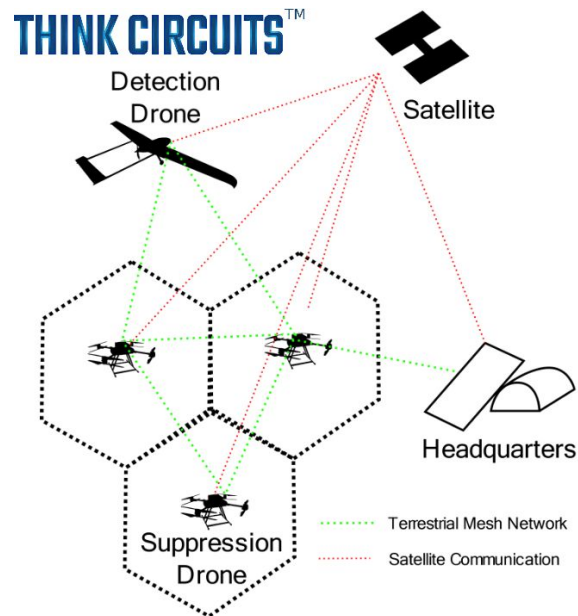 THINK CIRCUITS™
Detection
Drone
Satellite
Headquarters
Suppression
Drone
Terrestrial Mesh Network
Satellite Communication